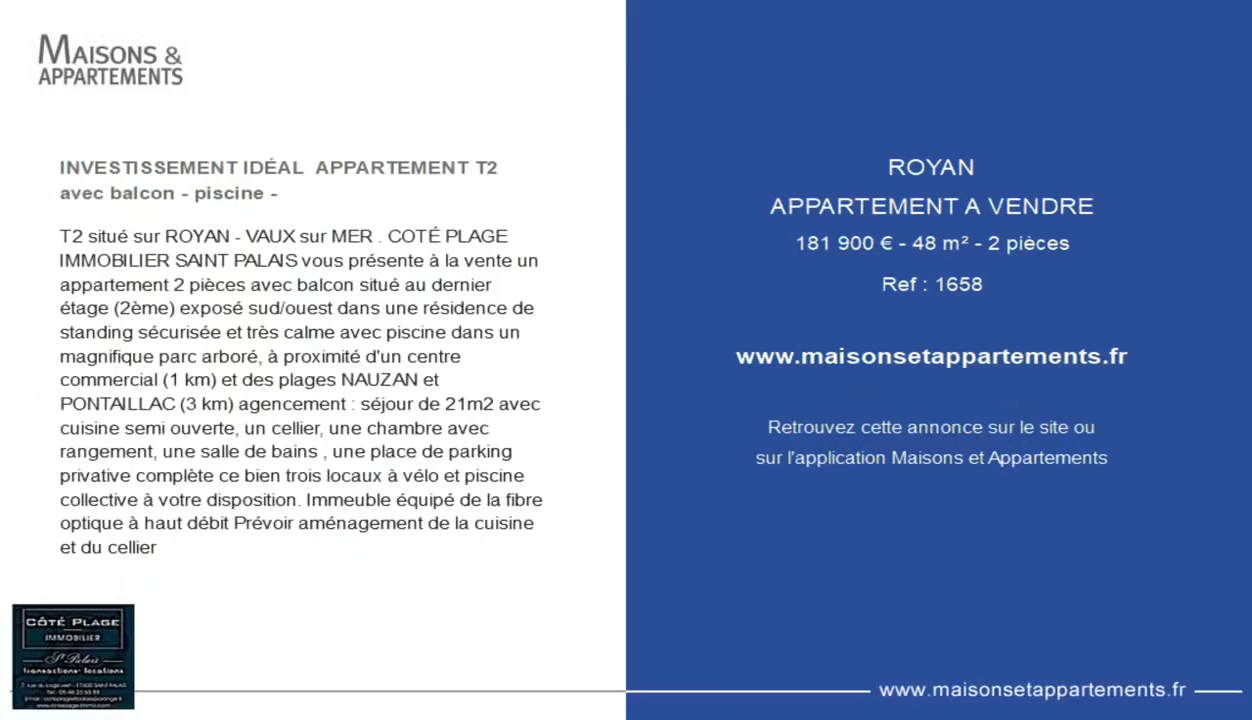 MAISONS &
APPARTEMENTS
INVESTISSEMENT IDÉAL APPARTEMENT T2
avec balcon - piscine -
T2 situé sur ROYAN - VAUX sur MER . COTÉ PLAGE
IMMOBILIER SAINT PALAIS vous présente à la vente un
appartement 2 pièces avec balcon situé au dernier
étage (2ème) exposé sud/ouest dans une résidence de
standing sécurisée et très calme avec piscine dans un
magnifique parc arboré, à proximité d'un centre
commercial (1 km) et des plages NAUZAN et
PONTAILLAC (3 km) agencement : séjour de 21m2 avec
cuisine semi ouverte, un cellier, une chambre avec
rangement, une salle de bains , une place de parking
privative complète ce bien trois locaux à vélo et piscine
collective à votre disposition. Immeuble équipé de la fibre
optique à haut débit Prévoir aménagement de la cuisine
et du cellier
CÔTÉ PLAGE
IMMOBILIER
St Palais
transactions - locations
ROYAN
APPARTEMENT A VENDRE
181 900 € - 48 m² - 2 pièces
Ref : 1658
www.maisonsetappartements.fr
Retrouvez cette annonce sur le site ou
sur l'application Maisons et Appartements
www.maisonsetappartements.fr